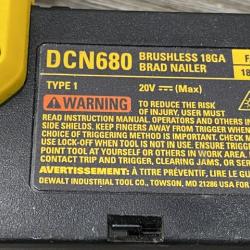 DCN680 BRUSHLESS 18GA
BRAD NAILER
TYPE 1 20V (Max)
WARNING TO REDUCE THE RISK
OF INJURY, USER MUST
READ INSTRUCTION MANUAL. OPERATORS AND OTHERS IN
SIDE SHIELDS. KEEP FINGERS AWAY FROM TRIGGER WHEN
CHOICE OF TRIGGERING METHOD IS IMPORTANT. CHECK
USE LOCK-OFF WHEN TOOL IS NOT IN USE. ENSURE TRIGG
POINT TOOL AT YOURSELF OR OTHERS IN WORK AREA. DIS
CONTACT TRIP AND TRIGGER, CLEARING JAMS, OR SERV
AVERTISSEMENT: À TITRE PRÉVENTIF, LIRE LE GU
DEWALT INDUSTRIAL TOOL CO., TOWSON, MD 21286 USA FOR